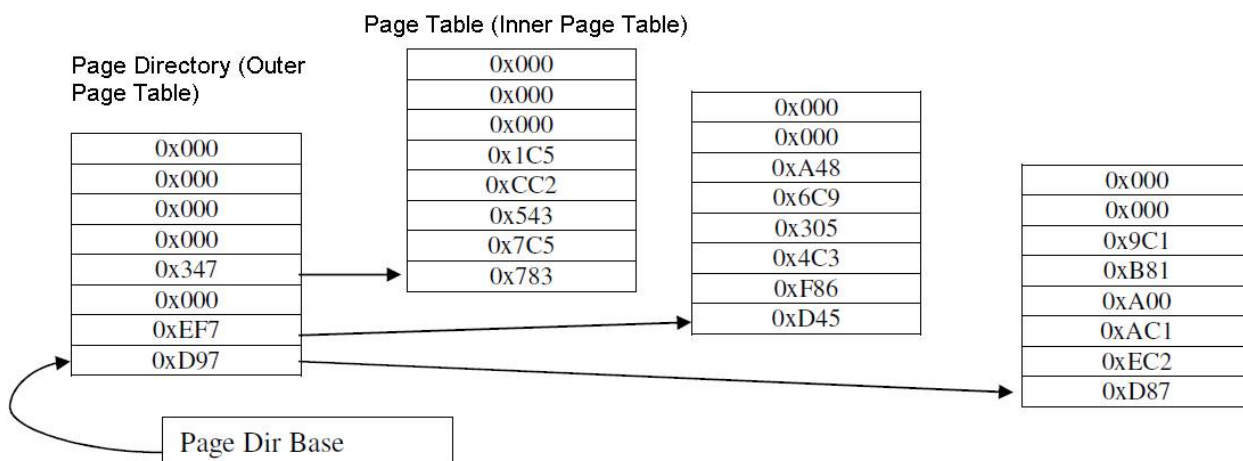 Page Table (Inner Page Table)
Page Directory (Outer
Page Table)
0x000
0x000
0x000
0x000
0x347
0x000
0xEF7
0xD97
0x000
0x000
0x000
0x1C5
0xCC2
0x543
0x7C5
0x783
0x000
0x000
0xA48
0x6C9
0x305
0x4C3
0xF86
0xD45
0x000
0x000
0x9C1
0xB81
0xA00
0xAC1
0xEC2
0xD87
Page Dir Base